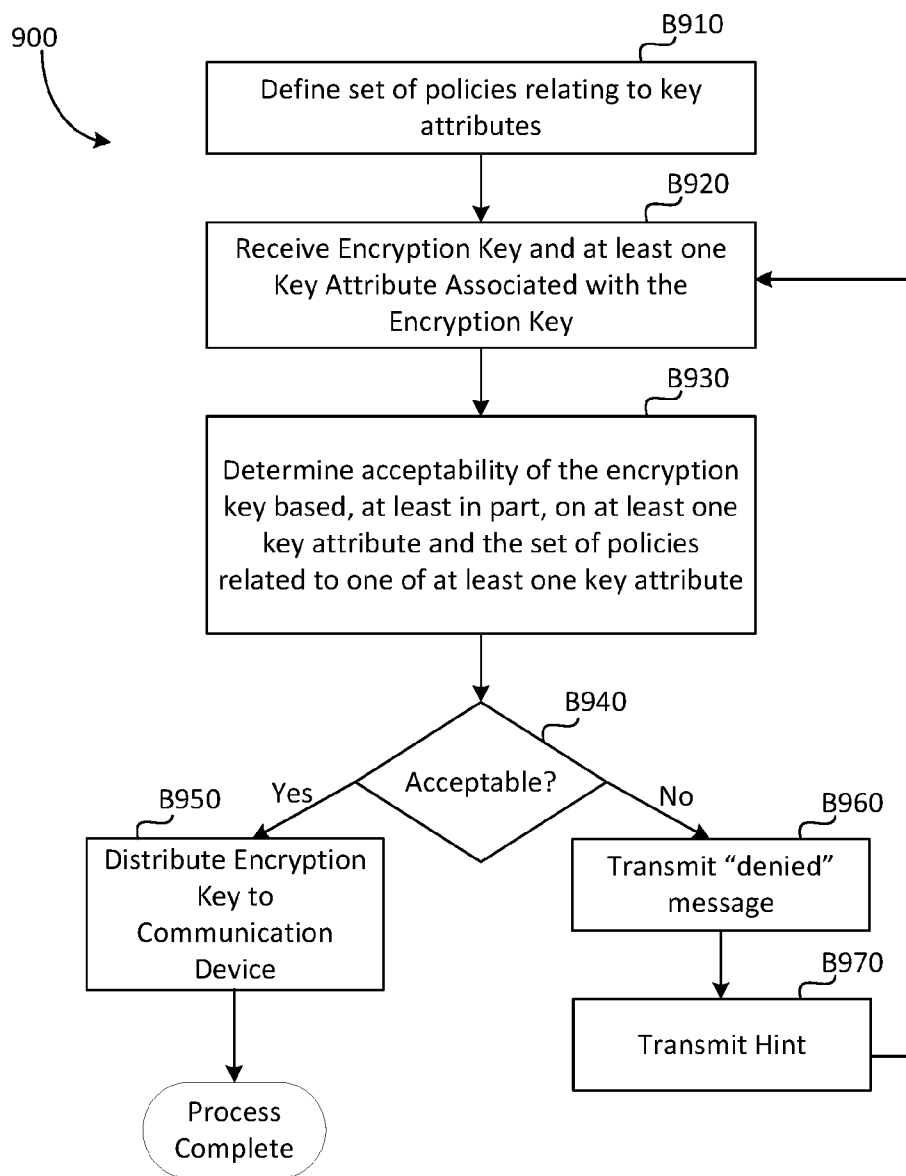 900
B910
Define set of policies relating to key
attributes
B920
Receive Encryption Key and at least one
Key Attribute Associated with the
Encryption Key
B930
Determine acceptability of the encryption
key based, at least in part, on at least one
key attribute and the set of policies
related to one of at least one key attribute
B940
Acceptable?
Yes
No
B950
Distribute Encryption
Key to
Communication
Device
B960
Transmit “denied”
message
B970
Transmit Hint
Process
Complete